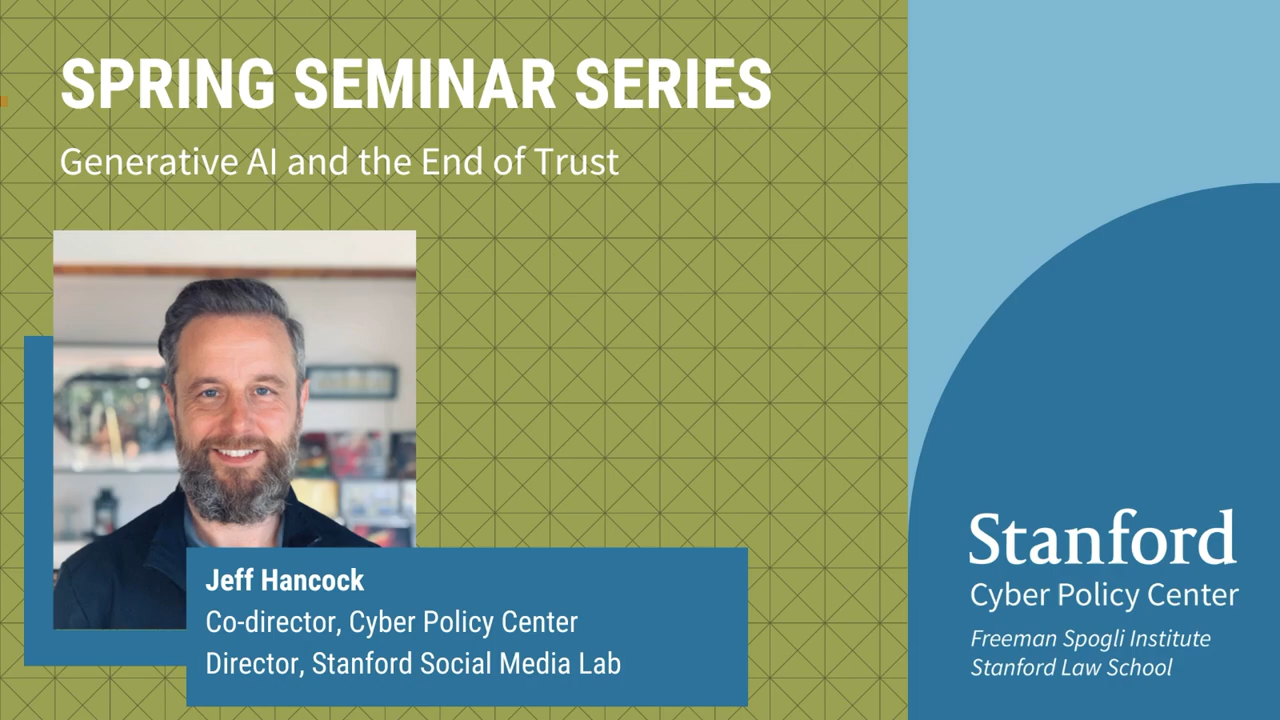 SPRING SEMINAR SERIES
Generative AI and the End of Trust
Jeff Hancock
Co-director, Cyber Policy Center
Director, Stanford Social Media Lab
Stanford
Cyber Policy Center
Freeman Spogli Institute
Stanford Law School